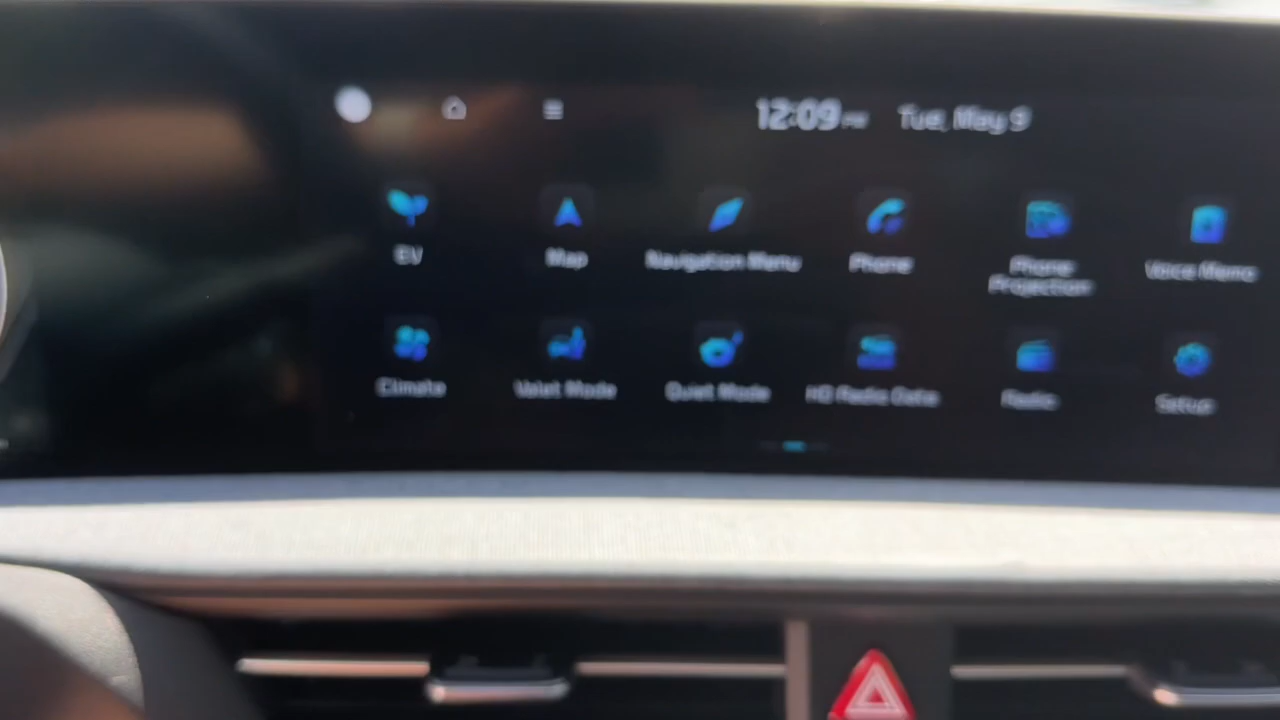 12:09 PM Tue, May 9
EV Map Navigation Menu Phone Phone Projection Voice Memo
Climate Valet Mode Quiet Mode HD Radio Data Radio Setup